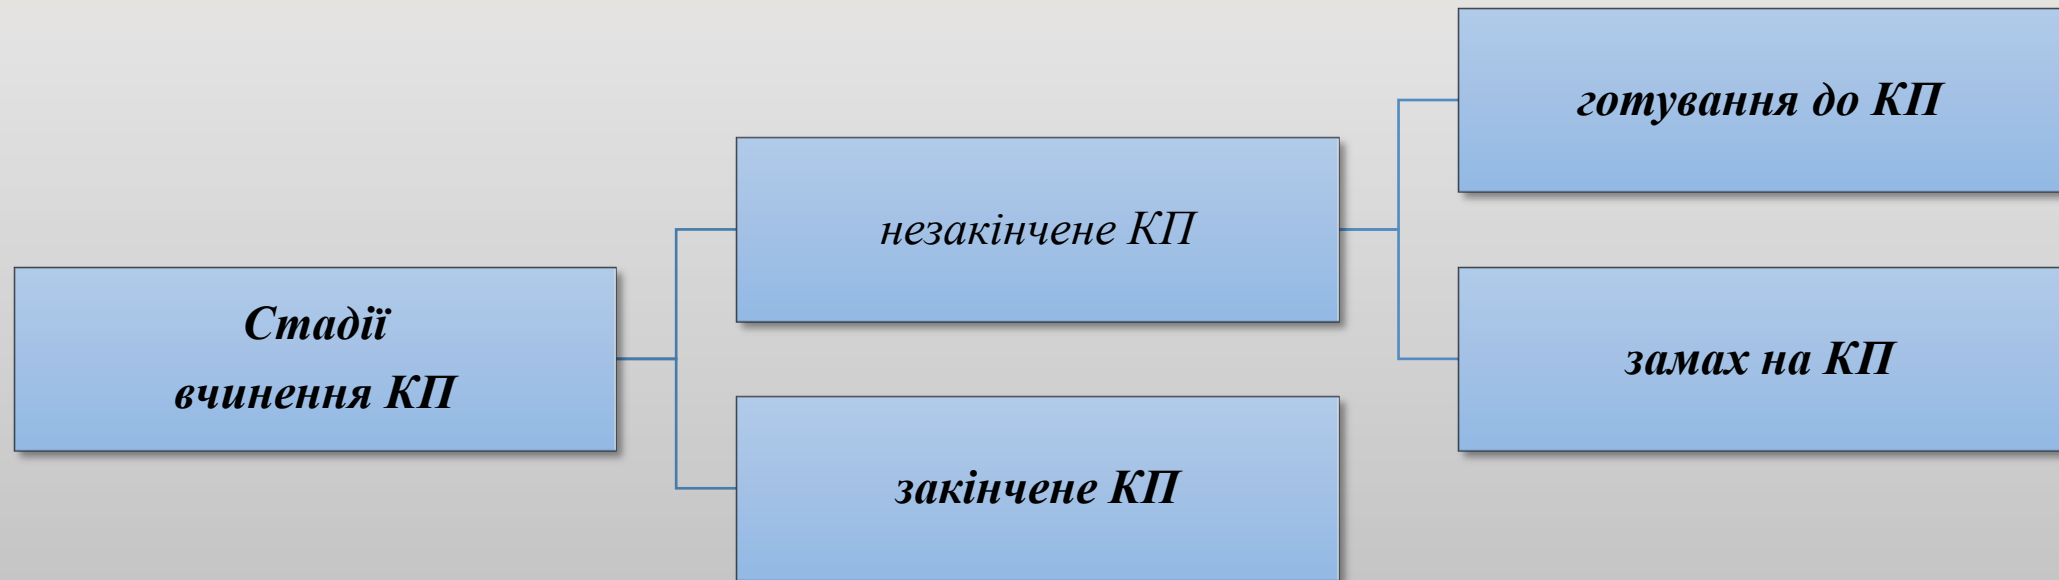 Стадії
вчинення КП
незакінчене КП
закінчене КП
готування до КП
замах на КП